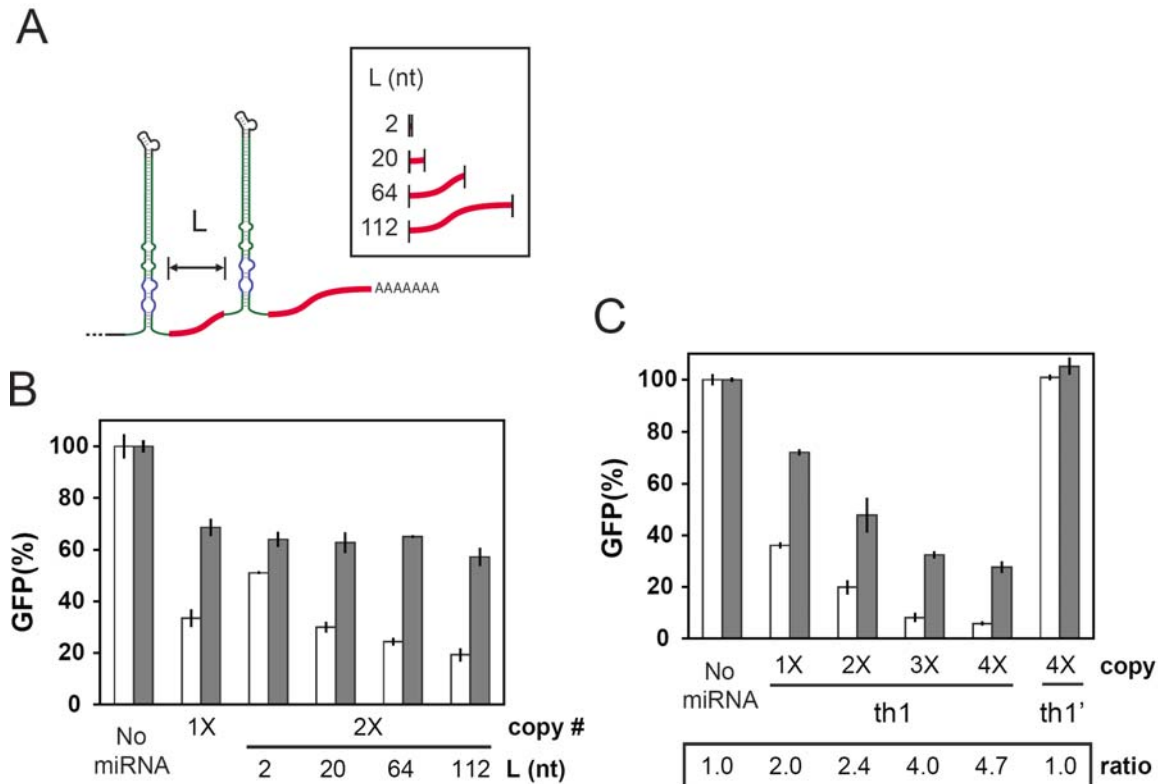 A
L (nt)
2
20
64
112
L
AAAAAAA
B
GFP(%)
100
80
60
40
20
0
No miRNA
1X
2X
copy #
2
20
64
112
L (nt)
C
GFP(%)
100
80
60
40
20
0
No miRNA
1X
2X
3X
4X
4X
copy
th1
th1'
1.0
2.0
2.4
4.0
4.7
1.0
ratio